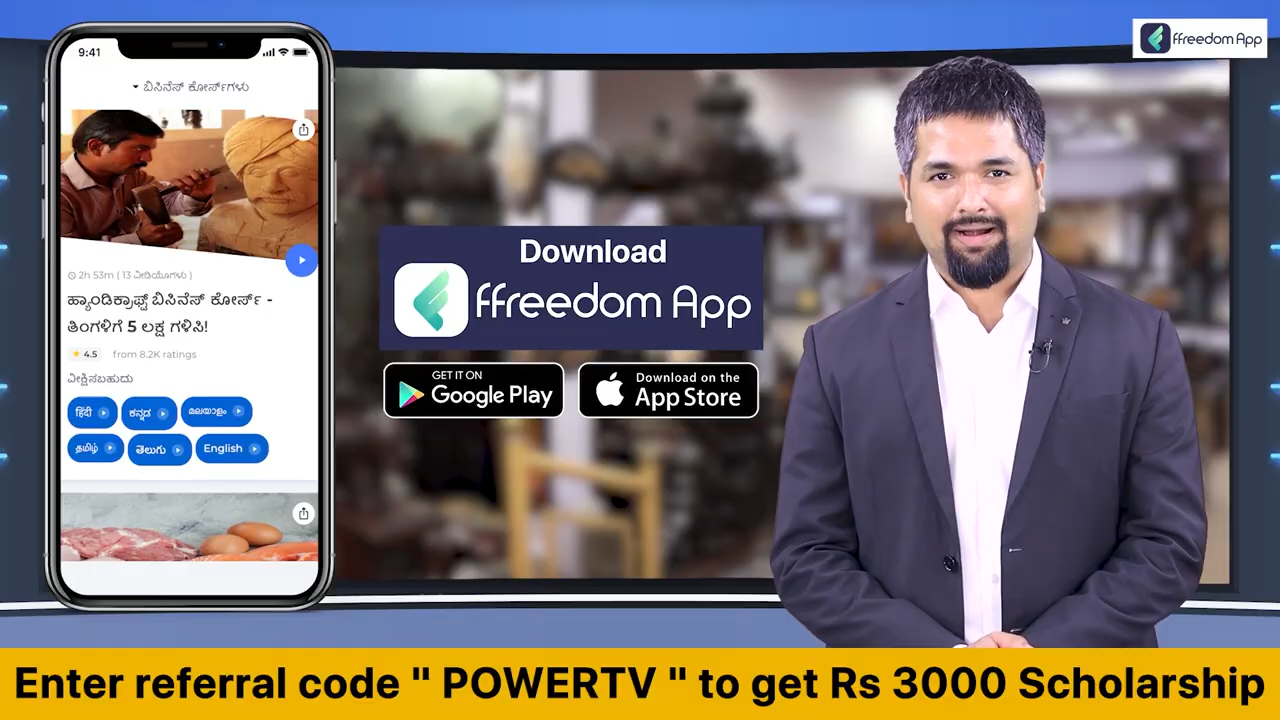 9:41
ಬಿಸಿನೆಸ್ ಕೋರ್ಸ್‌ಗಳು
2h 53m ( 13 ವೀಡಿಯೊಗಳು )
ಹ್ಯಾಂಡಿಕ್ರಾಫ್ಟ್ ಬಿಸಿನೆಸ್ ಕೋರ್ಸ್ -
ತಿಂಗಳಿಗೆ 5 ಲಕ್ಷ ಗಳಿಸಿ!
4.5 from 8.2K ratings
ವೀಕ್ಷಿಸಬಹುದು
हिंदी ಕನ್ನಡ മലയാളം
தமிழ் తెలుగు English
Download
ffreedom App
GET IT ON
Google Play
Download on the
App Store
ffreedom App
Enter referral code " POWERTV " to get Rs 3000 Scholarship